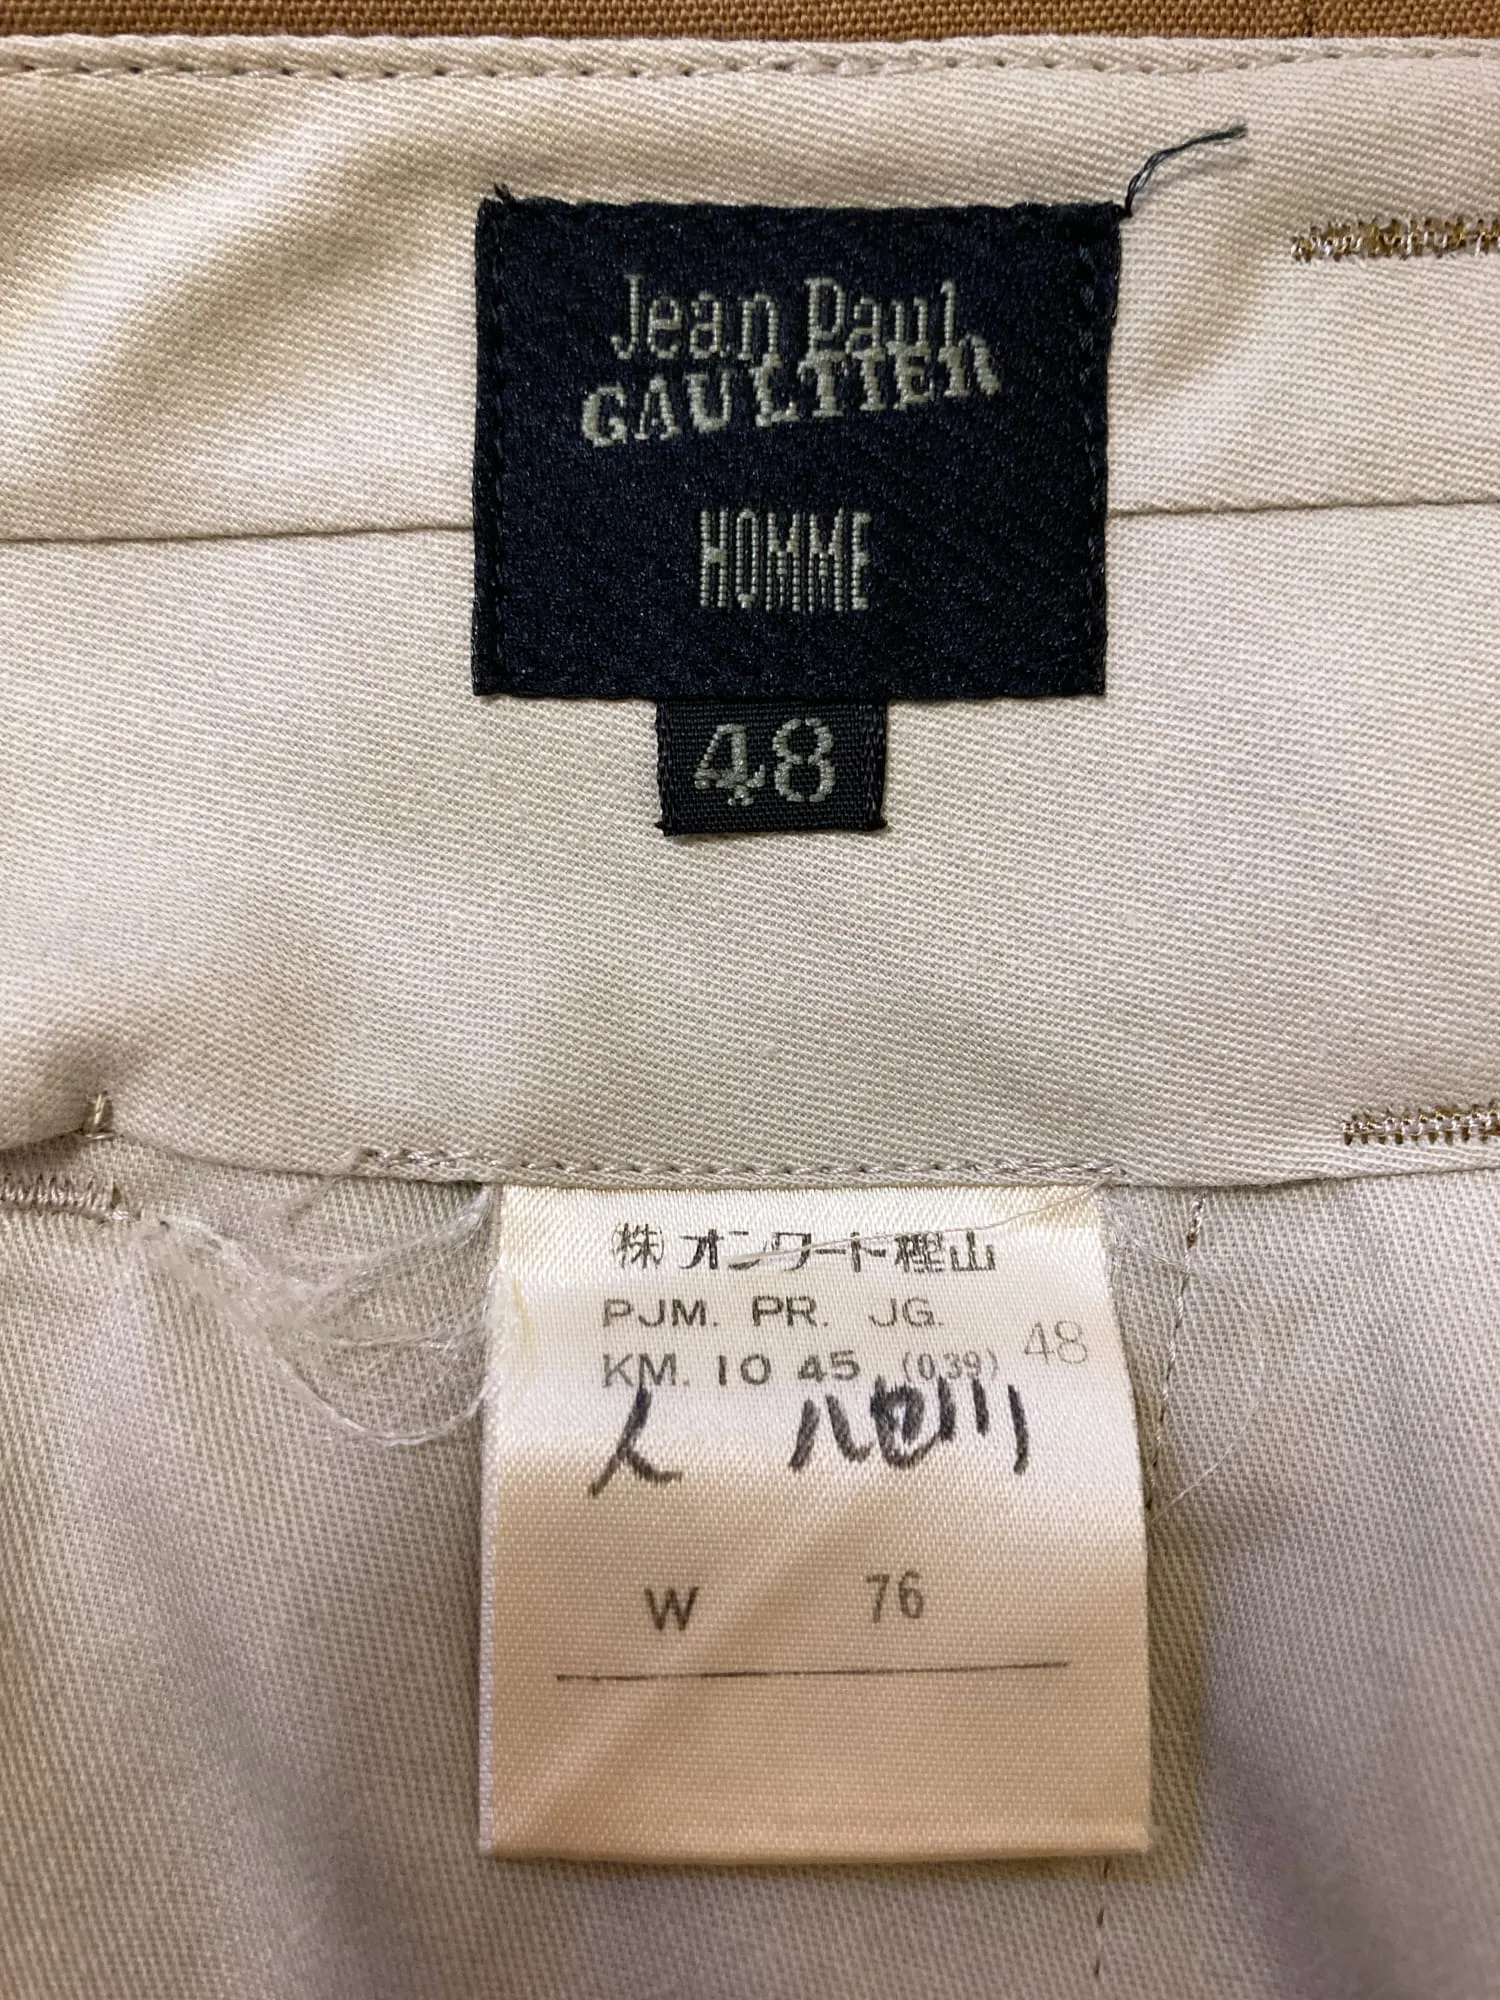 Jean Paul
GAULTIER
HOMME
48
㈱オンワード樫山
PJM. PR. JG.
KM. 10 45 (039) 48
W 76